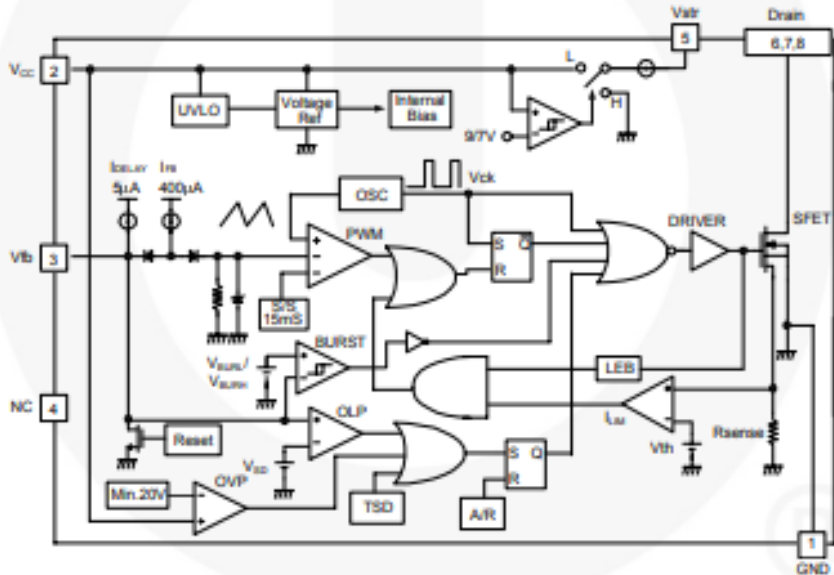 Vstr
Drain
5
6,7,8
VCC
2
L
H
UVLO
Voltage
Ref
Internal
Bias
9/7V
+
−
IDELAY
5µA
IFB
400µA
OSC
Vck
Vfb
3
+
−
−
PWM
S
Q
R
DRIVER
SFET
S/S
15mS
BURST
VBURL/
VBURH
+
−
LEB
NC
4
OLP
+
−
ILIM
+
−
Rsense
Vth
Reset
VSD
S
Q
R
OVP
Min.20V
−
+
TSD
A/R
1
GND
R